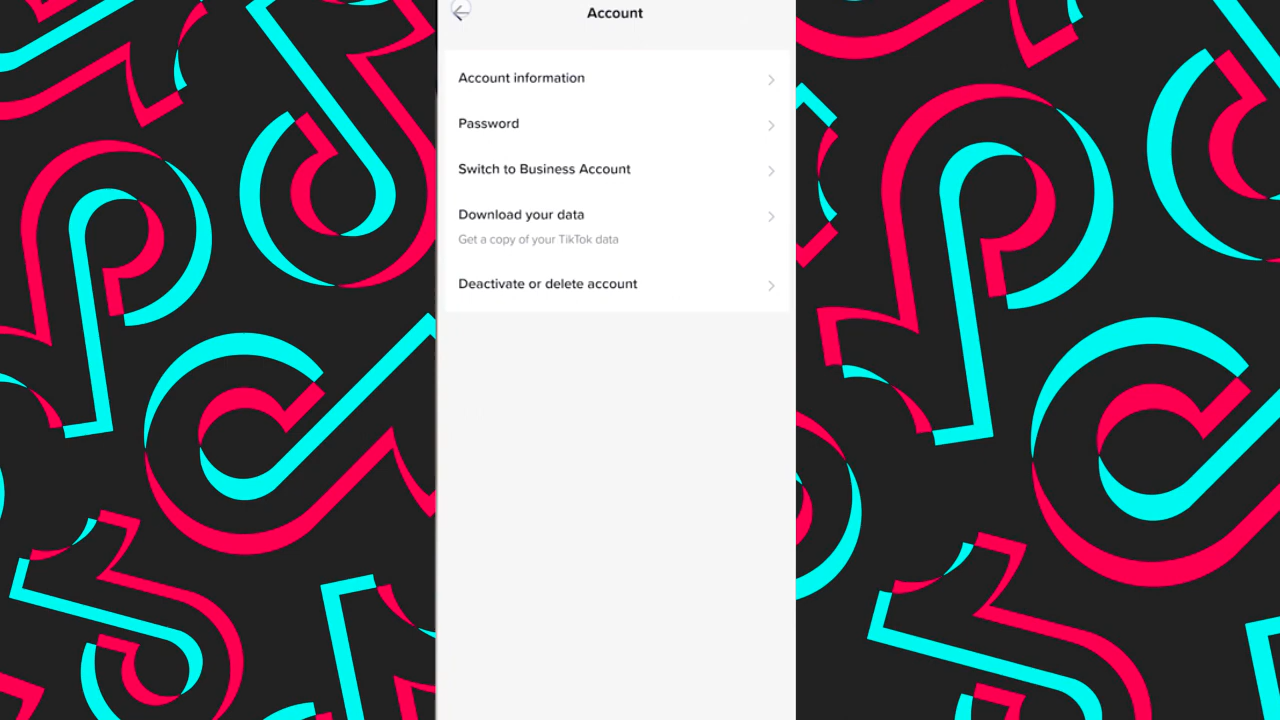 Account
Account information
Password
Switch to Business Account
Download your data
Get a copy of your TikTok data
Deactivate or delete account